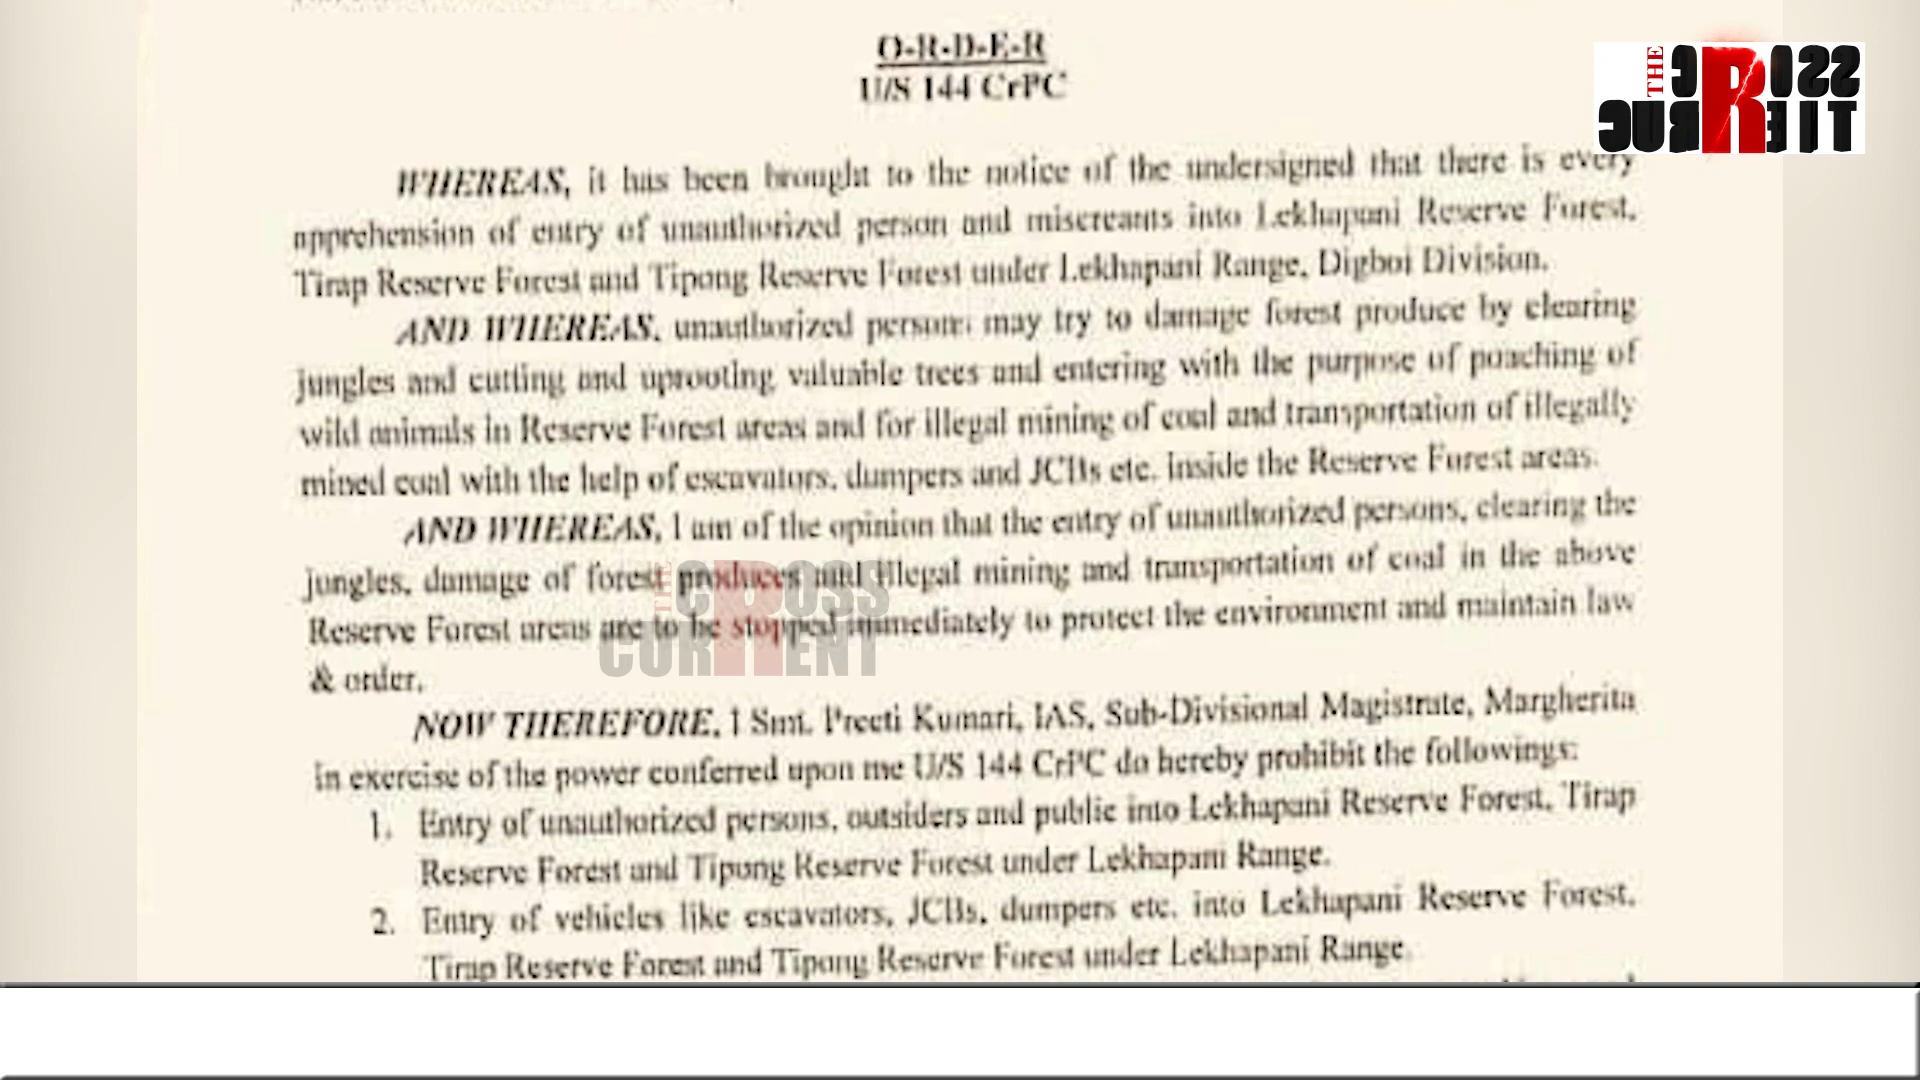 O-R-D-E-R
U/S 144 CrPC
THE CROSS
CURRENT
WHEREAS, it has been brought to the notice of the undersigned that there is every
apprehension of entry of unauthorized person and miscreants into Lekhapani Reserve Forest,
Tirap Reserve Forest and Tipong Reserve Forest under Lekhapani Range, Digboi Division.
AND WHEREAS, unauthorized persons may try to damage forest produce by clearing
jungles and cutting and uprooting valuable trees and entering with the purpose of poaching of
wild animals in Reserve Forest areas and for illegal mining of coal and transportation of illegally
mined coal with the help of escavators, dumpers and JCBs etc. inside the Reserve Forest areas.
AND WHEREAS, I am of the opinion that the entry of unauthorized persons, clearing the
jungles, damage of forest produces and illegal mining and transportation of coal in the above
Reserve Forest areas are to be stopped immediately to protect the environment and maintain law
& order,
THE CROSS
CURRENT
NOW THEREFORE, I Smt. Preeti Kumari, IAS, Sub-Divisional Magistrate, Margherita
in exercise of the power conferred upon me U/S 144 CrPC do hereby prohibit the followings:
1. Entry of unauthorized persons, outsiders and public into Lekhapani Reserve Forest, Tirap
Reserve Forest and Tipong Reserve Forest under Lekhapani Range.
2. Entry of vehicles like escavators, JCBs, dumpers etc. into Lekhapani Reserve Forest,
Tirap Reserve Forest and Tipong Reserve Forest under Lekhapani Range.